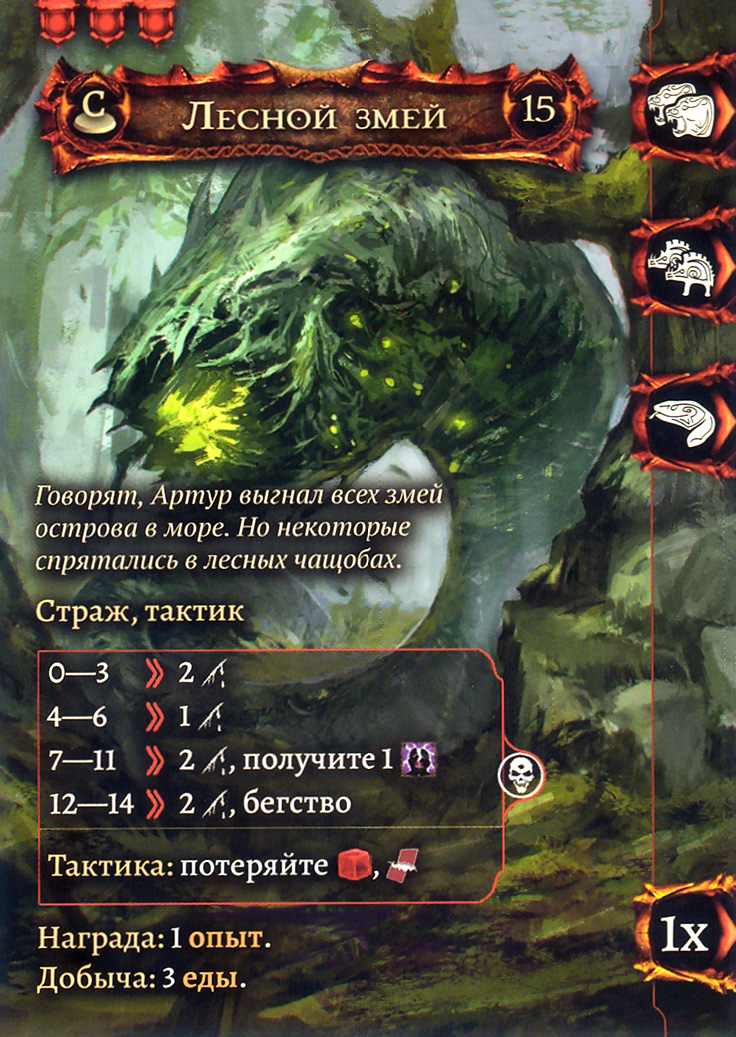 С
Лесной змей
15
Говорят, Артур выгнал всех змей
острова в море. Но некоторые
спрятались в лесных чащобах.
Страж, тактик
0—3 2
4—6 1
7—11 2, получите 1
12—14 2, бегство
Тактика: потеряйте ,
1x
Награда: 1 опыт.
Добыча: 3 еды.